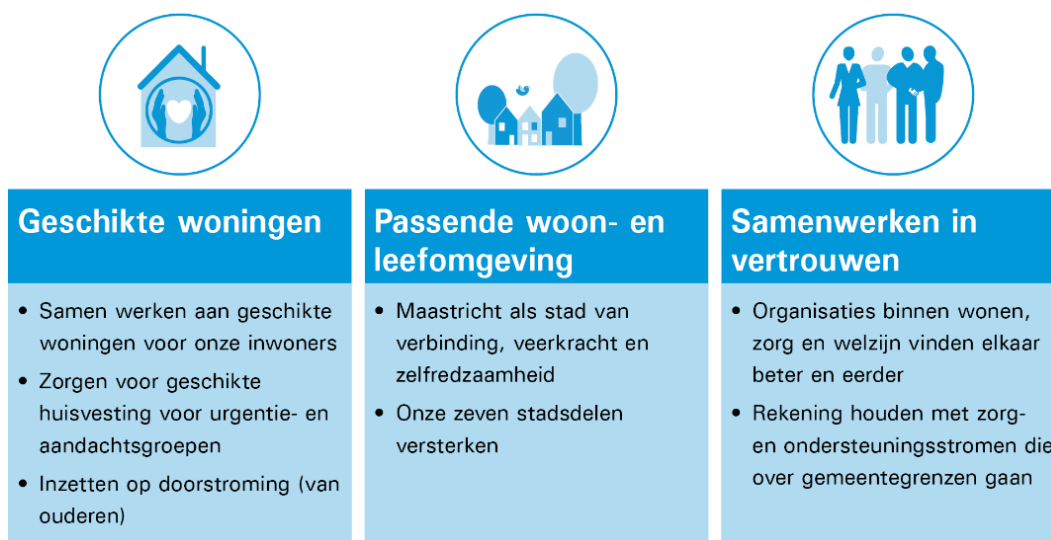 Geschikte woningen
• Samen werken aan geschikte
woningen voor onze inwoners
• Zorgen voor geschikte
huisvesting voor urgentie- en
aandachtsgroepen
• Inzetten op doorstroming (van
ouderen)
Passende woon- en
leefomgeving
• Maastricht als stad van
verbinding, veerkracht en
zelfredzaamheid
• Onze zeven stadsdelen
versterken
Samenwerken in
vertrouwen
• Organisaties binnen wonen,
zorg en welzijn vinden elkaar
beter en eerder
• Rekening houden met zorg-
en ondersteuningsstromen die
over gemeentegrenzen gaan